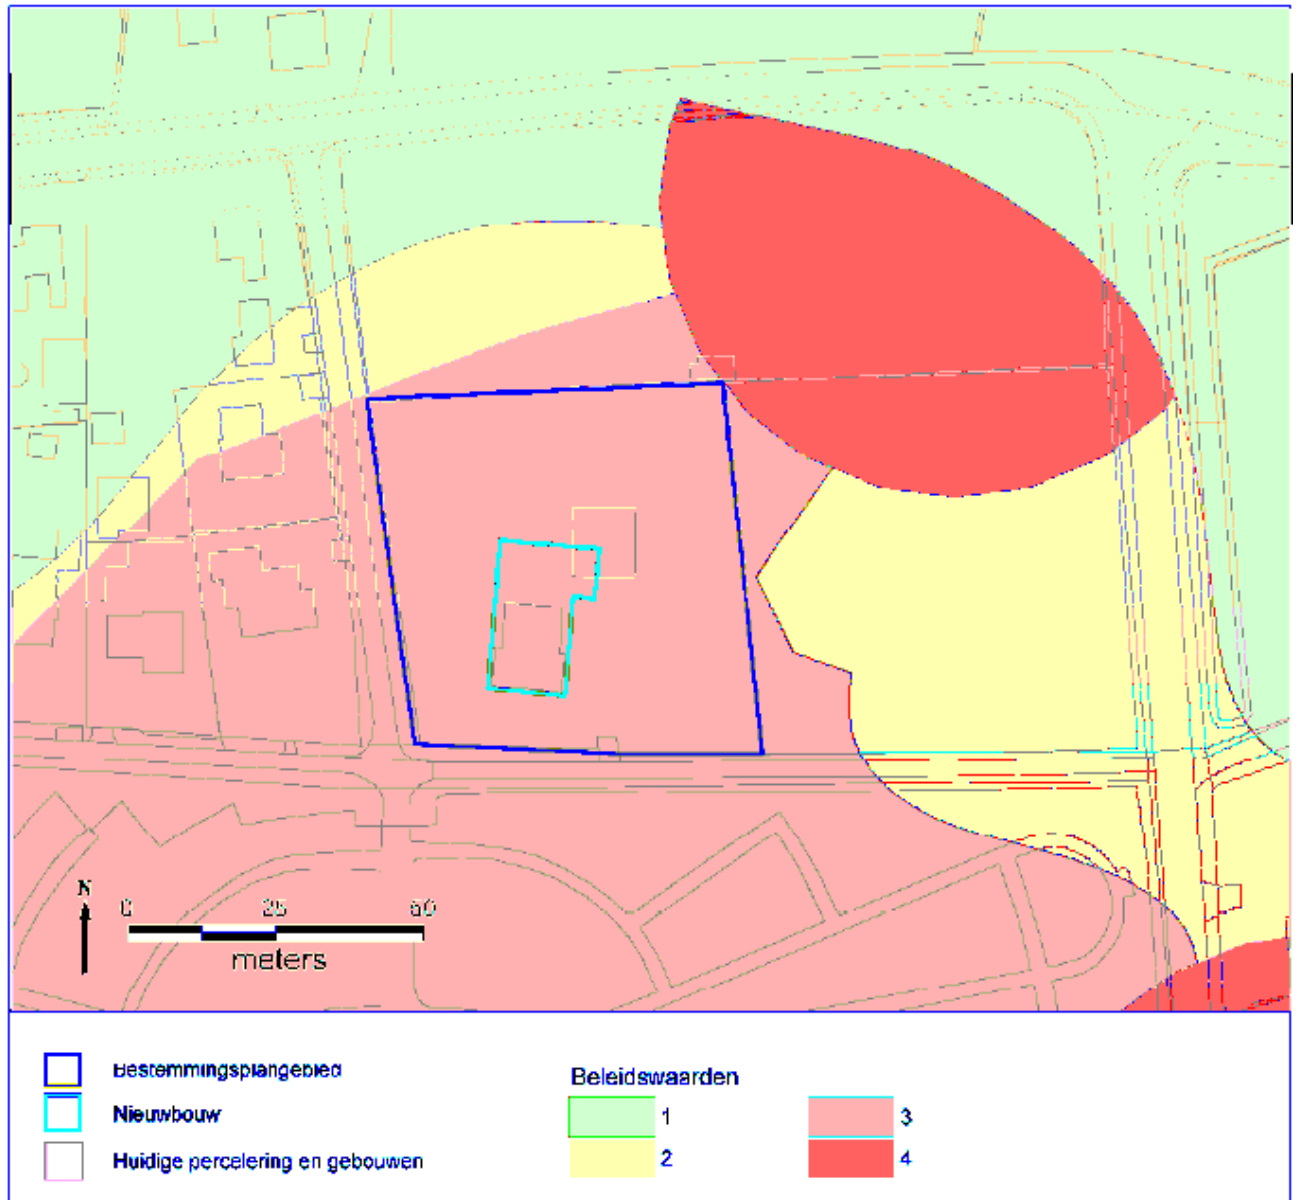 N
0 25 50
meters
Bestemmingsplangebied
Nieuwbouw
Huidige percelering en gebouwen
Beleidswaarden
1
2
3
4